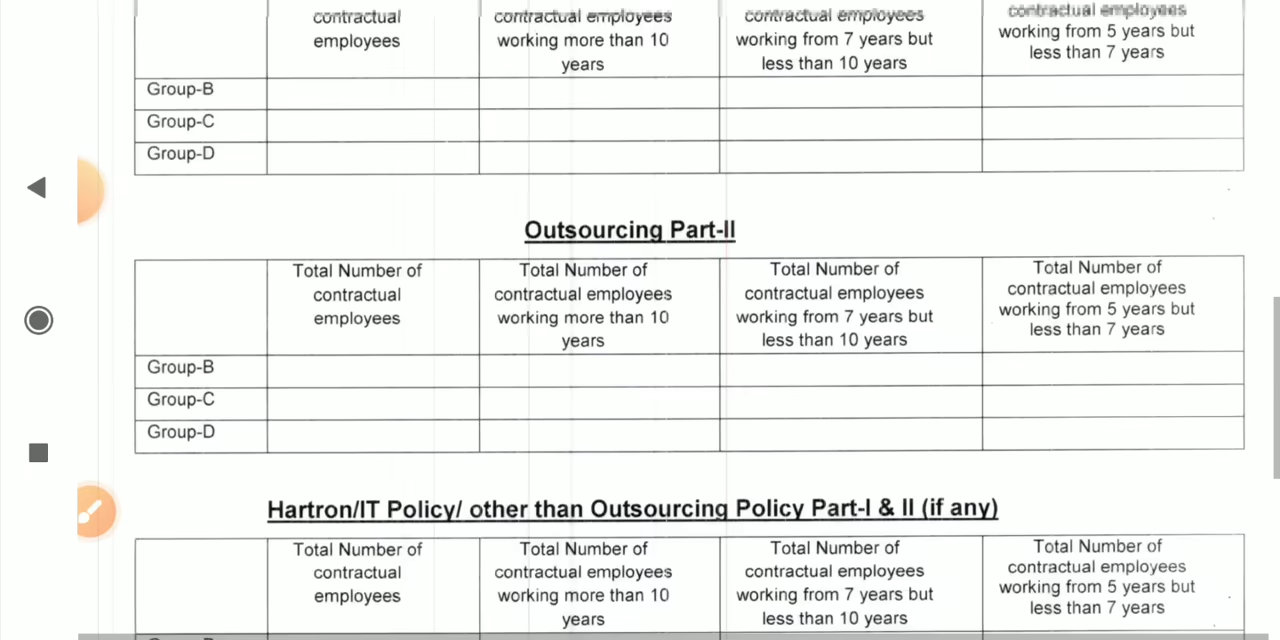 contractual employees
contractual employees working more than 10 years
contractual employees working from 7 years but less than 10 years
contractual employees working from 5 years but less than 7 years
Group-B
Group-C
Group-D
Outsourcing Part-II
Total Number of contractual employees
Total Number of contractual employees working more than 10 years
Total Number of contractual employees working from 7 years but less than 10 years
Total Number of contractual employees working from 5 years but less than 7 years
Group-B
Group-C
Group-D
Hartron/IT Policy/ other than Outsourcing Policy Part-I & II (if any)
Total Number of contractual employees
Total Number of contractual employees working more than 10 years
Total Number of contractual employees working from 7 years but less than 10 years
Total Number of contractual employees working from 5 years but less than 7 years